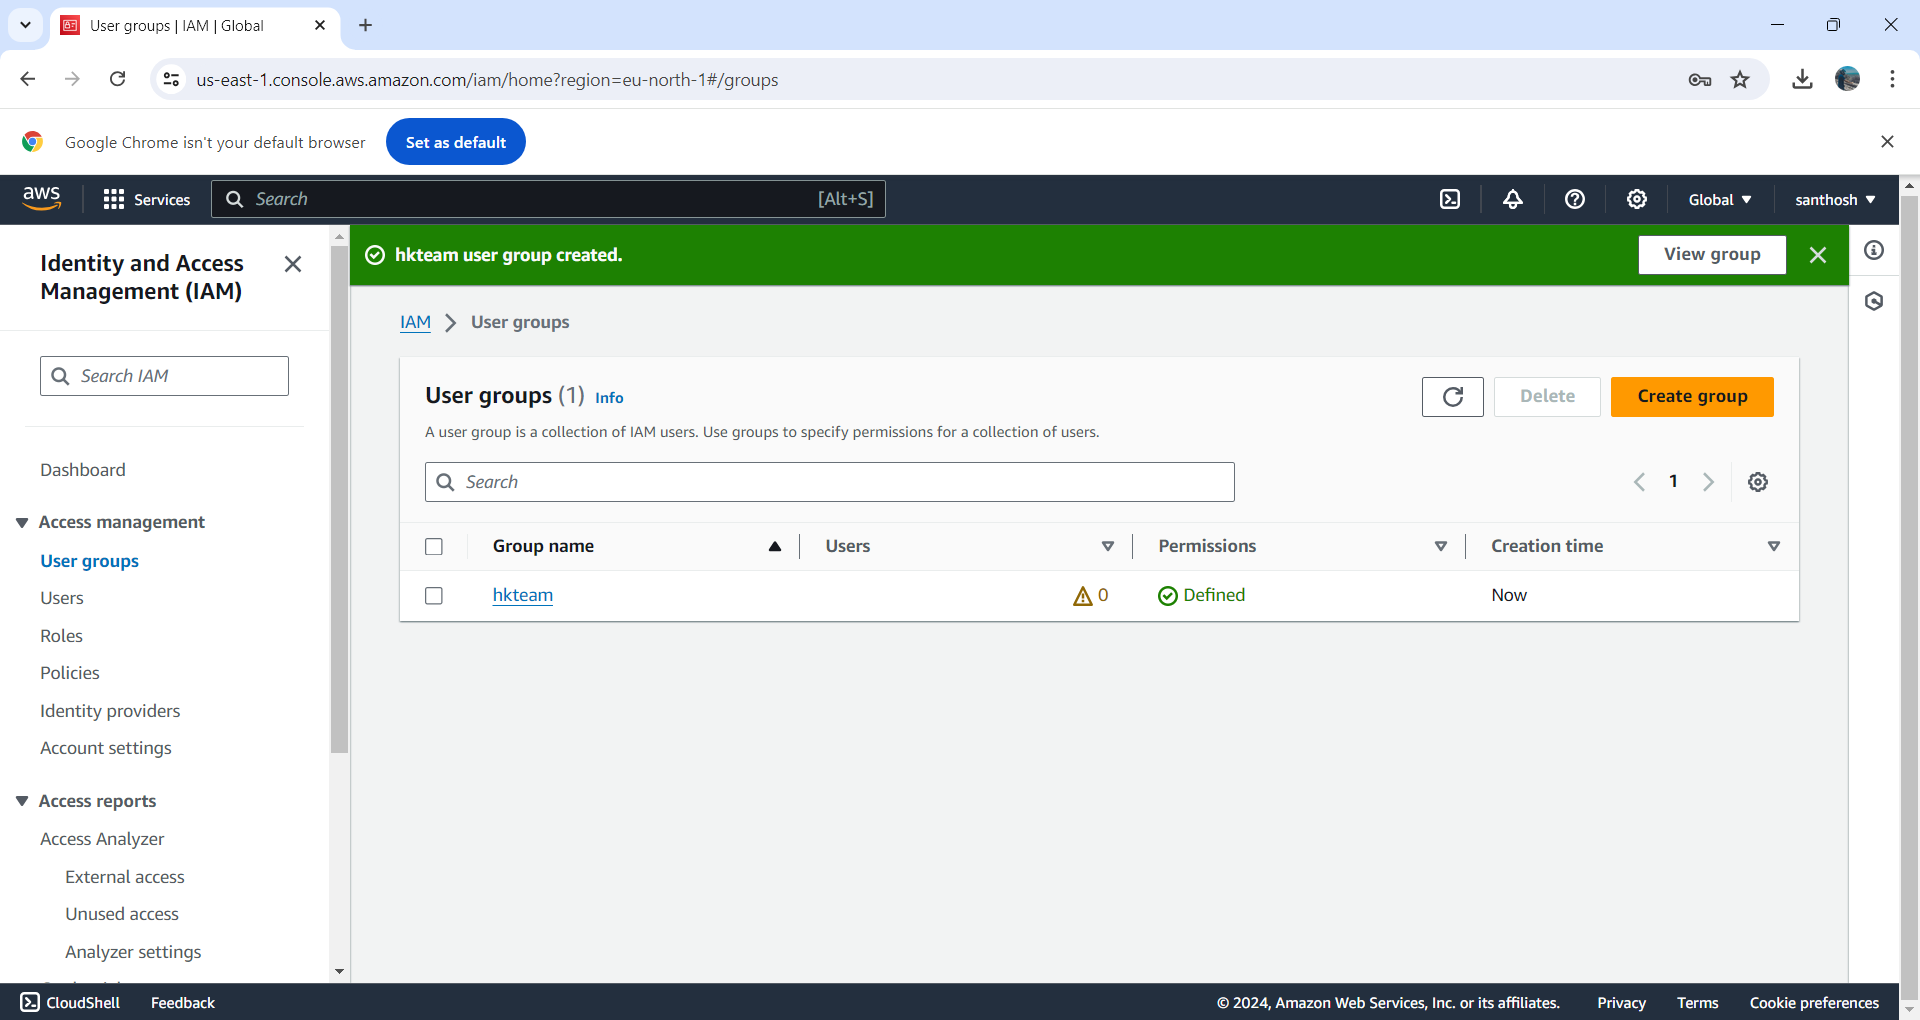 User groups | IAM | Global
us-east-1.console.aws.amazon.com/iam/home?region=eu-north-1#/groups
Google Chrome isn't your default browser
Set as default
aws
Services
Search
[Alt+S]
Global
santhosh
Identity and Access
Management (IAM)
Search IAM
Dashboard
Access management
User groups
Users
Roles
Policies
Identity providers
Account settings
Access reports
Access Analyzer
External access
Unused access
Analyzer settings
hkteam user group created.
View group
IAM
User groups
User groups (1) Info
Delete
Create group
A user group is a collection of IAM users. Use groups to specify permissions for a collection of users.
Search
1
Group name Users Permissions Creation time
hkteam 0 Defined Now
CloudShell Feedback © 2024, Amazon Web Services, Inc. or its affiliates. Privacy Terms Cookie preferences